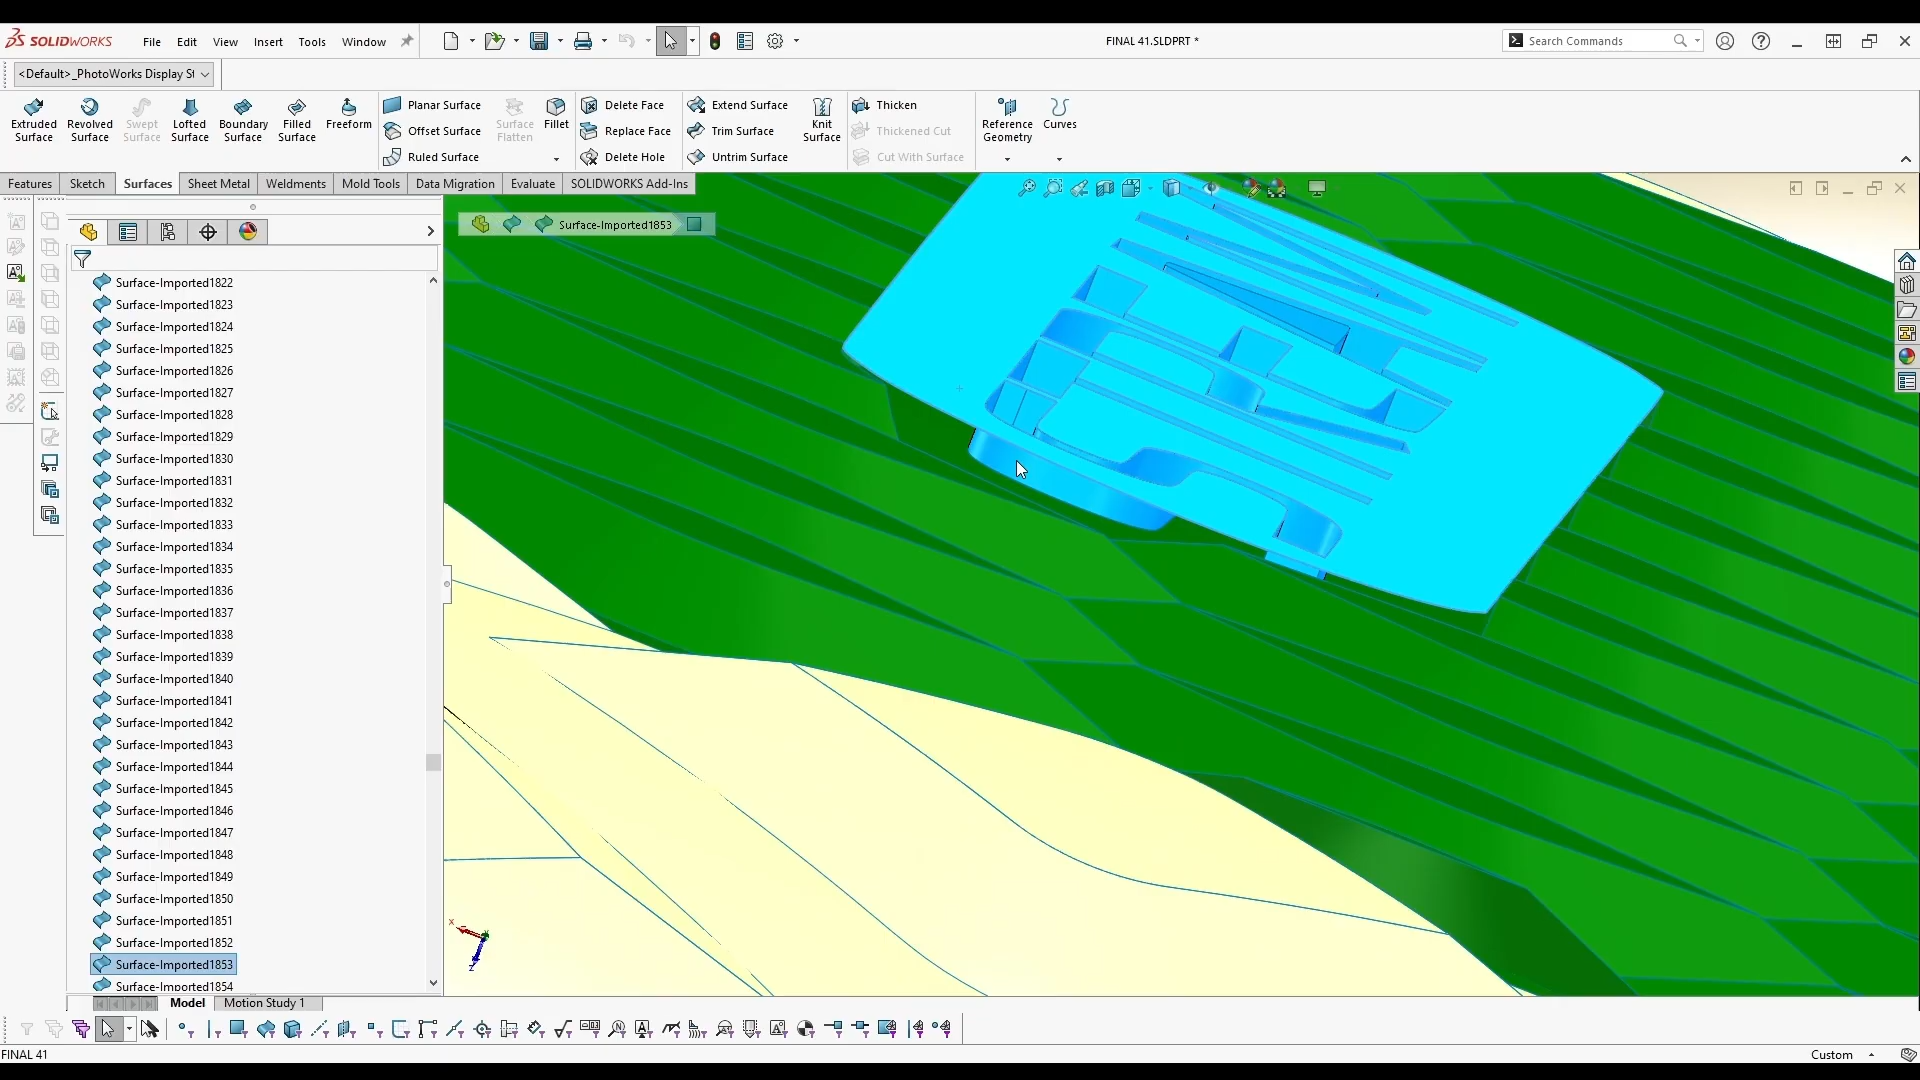 SOLIDWORKS File Edit View Insert Tools Window FINAL 41.SLDPRT * Search Commands
<Default>_PhotoWorks Display St
Extruded Surface Revolved Surface Swept Surface Lofted Surface Boundary Surface Filled Surface Freeform
Planar Surface
Offset Surface
Ruled Surface
Surface Flatten
Fillet
Delete Face
Replace Face
Delete Hole
Extend Surface
Trim Surface
Untrim Surface
Knit Surface
Thicken
Thickened Cut
Cut With Surface
Reference Geometry
Curves
Features Sketch Surfaces Sheet Metal Weldments Mold Tools Data Migration Evaluate SOLIDWORKS Add-Ins
Surface-Imported1853
Surface-Imported1822
Surface-Imported1823
Surface-Imported1824
Surface-Imported1825
Surface-Imported1826
Surface-Imported1827
Surface-Imported1828
Surface-Imported1829
Surface-Imported1830
Surface-Imported1831
Surface-Imported1832
Surface-Imported1833
Surface-Imported1834
Surface-Imported1835
Surface-Imported1836
Surface-Imported1837
Surface-Imported1838
Surface-Imported1839
Surface-Imported1840
Surface-Imported1841
Surface-Imported1842
Surface-Imported1843
Surface-Imported1844
Surface-Imported1845
Surface-Imported1846
Surface-Imported1847
Surface-Imported1848
Surface-Imported1849
Surface-Imported1850
Surface-Imported1851
Surface-Imported1852
Surface-Imported1853
Surface-Imported1854
X
Z
Model Motion Study 1
FINAL 41 Custom